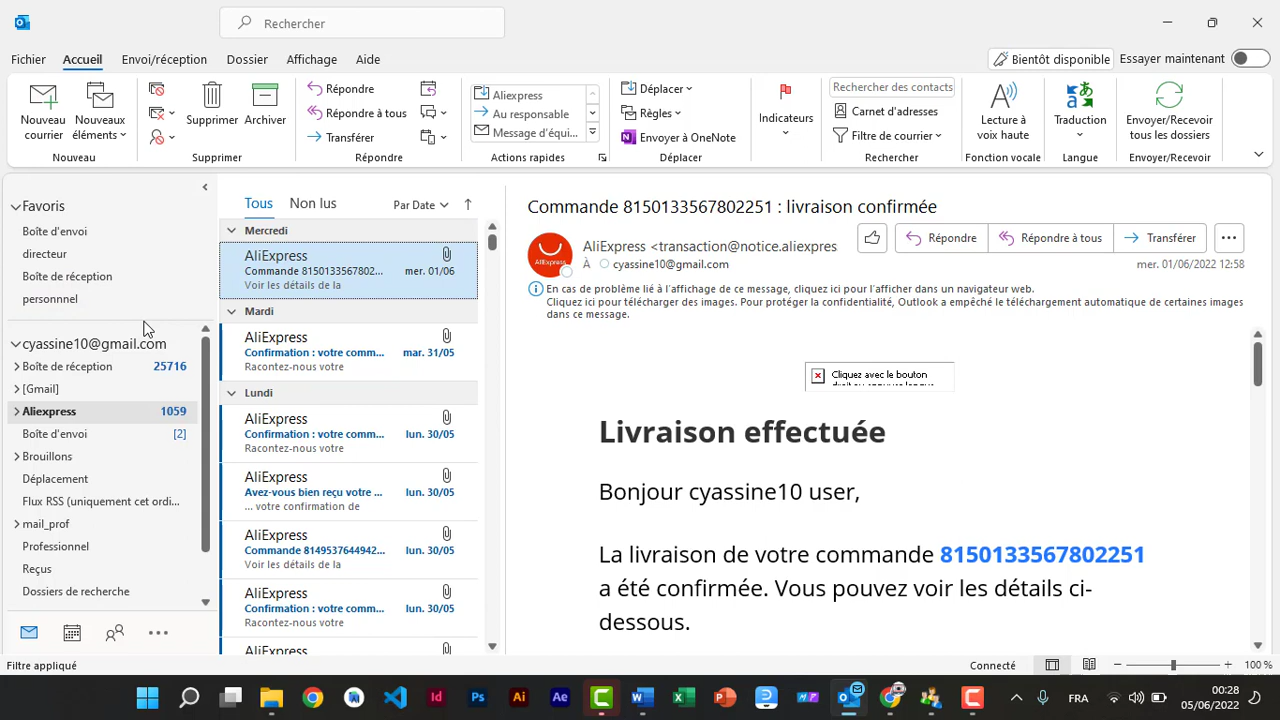 Rechercher
Fichier
Accueil
Envoi/réception
Dossier
Affichage
Aide
Bientôt disponible
Essayer maintenant
Nouveau
courrier
Nouveaux
éléments
Nouveau
Supprimer
Archiver
Supprimer
Répondre
Répondre à tous
Transférer
Répondre
Aliexpress
Au responsable
Message d'équi...
Actions rapides
Déplacer
Règles
Envoyer à OneNote
Déplacer
Indicateurs
Rechercher des contacts
Carnet d'adresses
Filtre de courrier
Rechercher
Lecture à
voix haute
Fonction vocale
Traduction
Langue
Envoyer/Recevoir
tous les dossiers
Envoyer/Recevoir
Favoris
Boîte d'envoi
directeur
Boîte de réception
personnnel
cyassine10@gmail.com
Boîte de réception 25716
[Gmail]
Aliexpress 1059
Boîte d'envoi [2]
Brouillons
Déplacement
Flux RSS (uniquement cet ordi...
mail_prof
Professionnel
Reçus
Dossiers de recherche
Tous Non lus Par Date
Mercredi
AliExpress
Commande 8150133567802... mer. 01/06
Voir les détails de la
Mardi
AliExpress
Confirmation : votre comm... mar. 31/05
Racontez-nous votre
Lundi
AliExpress
Confirmation : votre comm... lun. 30/05
Racontez-nous votre
AliExpress
Avez-vous bien reçu votre ... lun. 30/05
... votre confirmation de
AliExpress
Commande 8149537644942... lun. 30/05
Voir les détails de la
AliExpress
Confirmation : votre comm... lun. 30/05
Racontez-nous votre
AliExpress
Commande 8150133567802251 : livraison confirmée
AliExpress <transaction@notice.aliexpres
À cyassine10@gmail.com
Répondre
Répondre à tous
Transférer
mer. 01/06/2022 12:58
En cas de problème lié à l'affichage de ce message, cliquez ici pour l'afficher dans un navigateur web.
Cliquez ici pour télécharger des images. Pour protéger la confidentialité, Outlook a empêché le téléchargement automatique de certaines images
dans ce message.
Cliquez avec le bouton
Livraison effectuée
Bonjour cyassine10 user,
La livraison de votre commande 8150133567802251
a été confirmée. Vous pouvez voir les détails ci-
dessous.
Filtre appliqué
Connecté
100 %
Id
Ps
Ai
Ae
FRA
00:28
05/06/2022